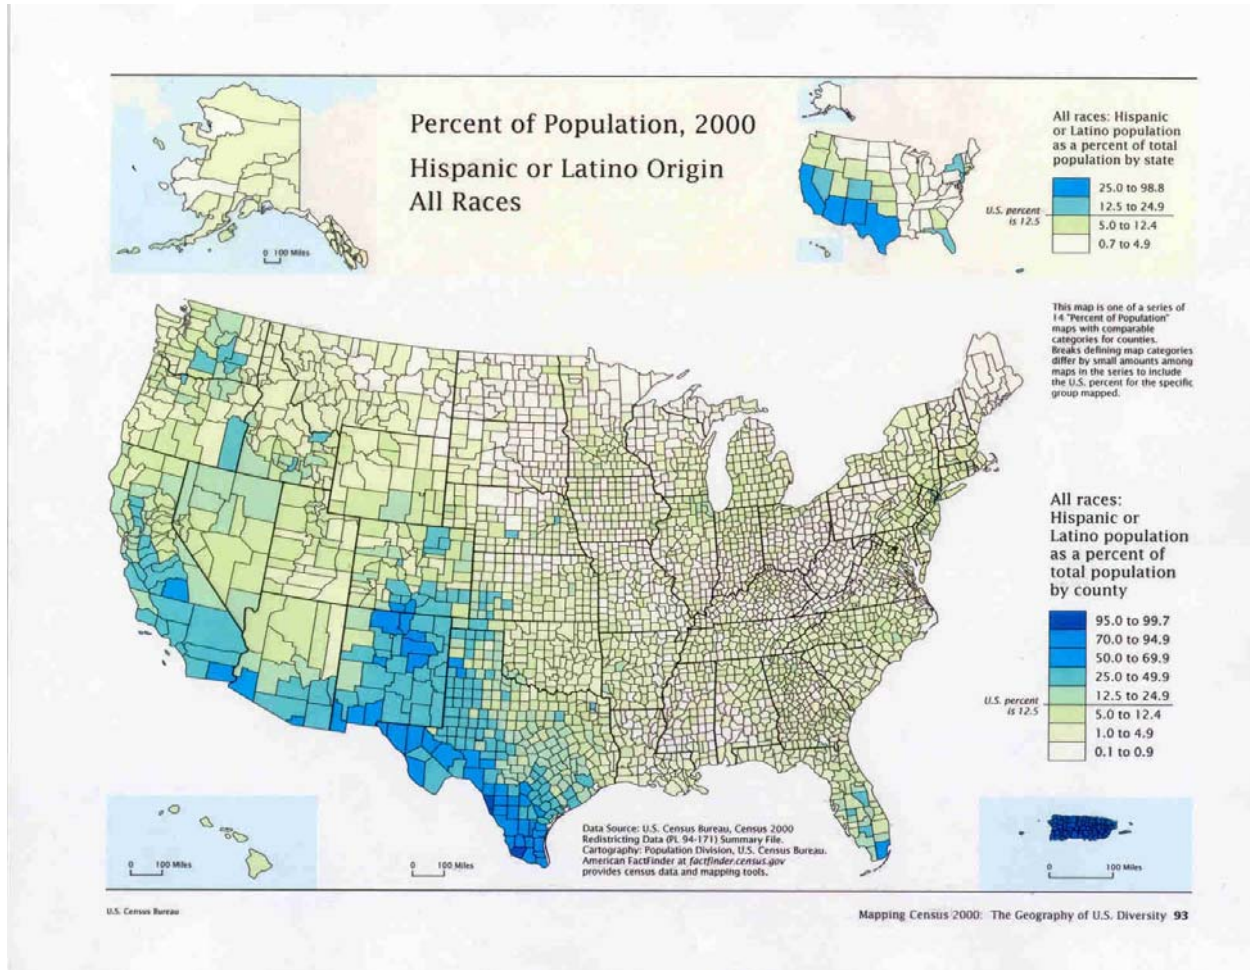 Percent of Population, 2000
Hispanic or Latino Origin
All Races
0 100 Miles
All races: Hispanic
or Latino population
as a percent of total
population by state
25.0 to 98.8
12.5 to 24.9
U.S. percent
is 12.5
5.0 to 12.4
0.7 to 4.9
This map is one of a series of
14 "Percent of Population"
maps with comparable
categories for counties.
Breaks defining map categories
differ by small amounts among
maps in the series to include
the U.S. percent for the specific
group mapped.
All races:
Hispanic or
Latino population
as a percent of
total population
by county
95.0 to 99.7
70.0 to 94.9
50.0 to 69.9
25.0 to 49.9
12.5 to 24.9
U.S. percent
is 12.5
5.0 to 12.4
1.0 to 4.9
0.1 to 0.9
0 100 Miles
0 100 Miles
Data Source: U.S. Census Bureau, Census 2000
Redistricting Data (PL 94-171) Summary File.
Cartography: Population Division, U.S. Census Bureau.
American FactFinder at factfinder.census.gov
provides census data and mapping tools.
0 100 Miles
U.S. Census Bureau
Mapping Census 2000: The Geography of U.S. Diversity 93